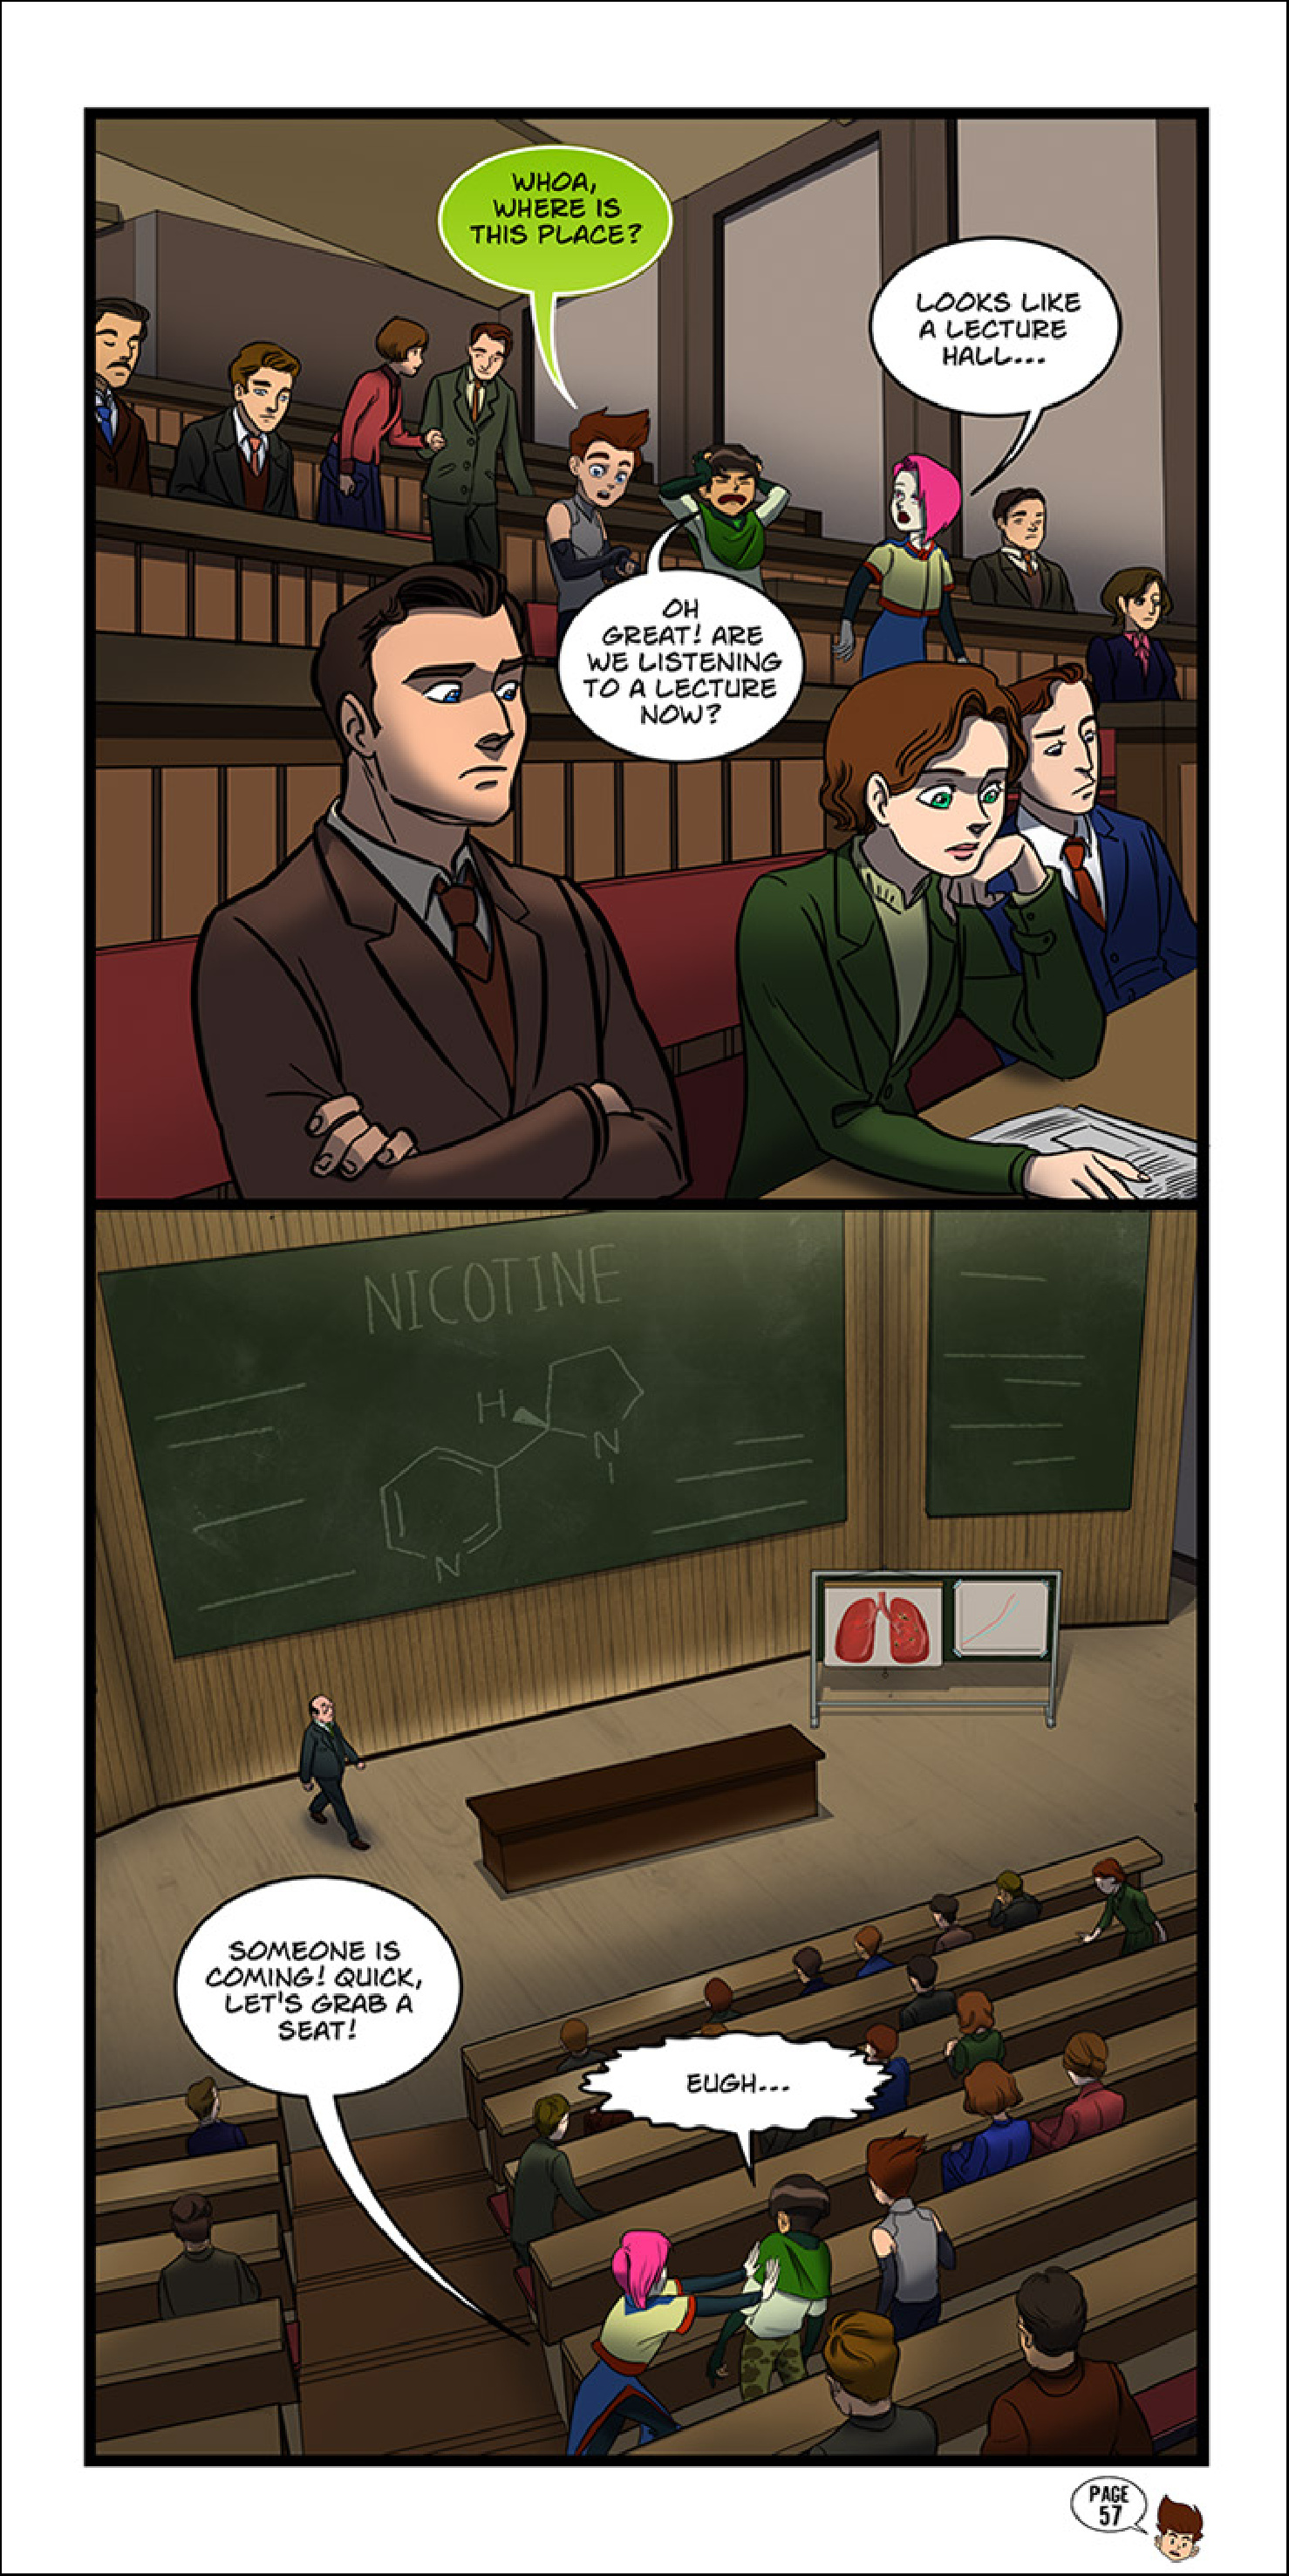 WHOA,
WHERE IS
THIS PLACE?
LOOKS LIKE
A LECTURE
HALL...
OH
GREAT! ARE
WE LISTENING
TO A LECTURE
NOW?
NICOTINE
H
N
N
SOMEONE IS
COMING! QUICK,
LET'S GRAB A
SEAT!
EUGH...
PAGE
57